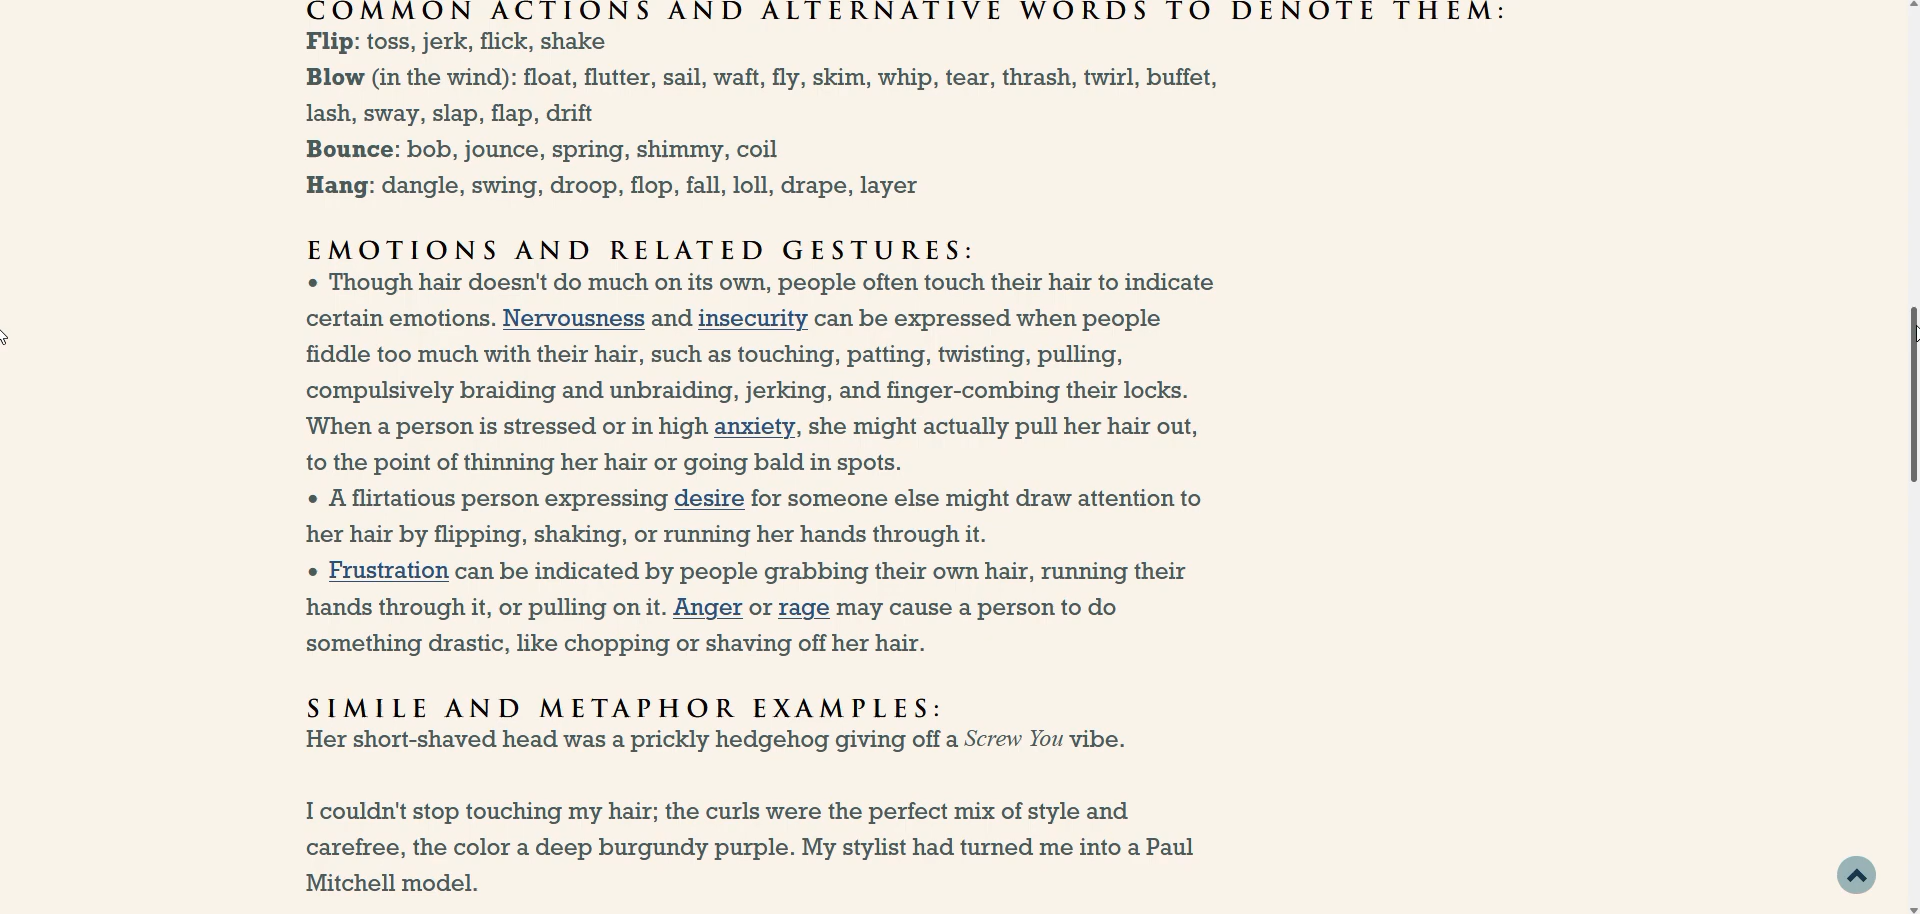 COMMON ACTIONS AND ALTERNATIVE WORDS TO DENOTE THEM:
Flip: toss, jerk, flick, shake
Blow (in the wind): float, flutter, sail, waft, fly, skim, whip, tear, thrash, twirl, buffet,
lash, sway, slap, flap, drift
Bounce: bob, jounce, spring, shimmy, coil
Hang: dangle, swing, droop, flop, fall, loll, drape, layer
EMOTIONS AND RELATED GESTURES:
• Though hair doesn't do much on its own, people often touch their hair to indicate
certain emotions. Nervousness and insecurity can be expressed when people
fiddle too much with their hair, such as touching, patting, twisting, pulling,
compulsively braiding and unbraiding, jerking, and finger-combing their locks.
When a person is stressed or in high anxiety, she might actually pull her hair out,
to the point of thinning her hair or going bald in spots.
• A flirtatious person expressing desire for someone else might draw attention to
her hair by flipping, shaking, or running her hands through it.
• Frustration can be indicated by people grabbing their own hair, running their
hands through it, or pulling on it. Anger or rage may cause a person to do
something drastic, like chopping or shaving off her hair.
SIMILE AND METAPHOR EXAMPLES:
Her short-shaved head was a prickly hedgehog giving off a Screw You vibe.
I couldn't stop touching my hair; the curls were the perfect mix of style and
carefree, the color a deep burgundy purple. My stylist had turned me into a Paul
Mitchell model.